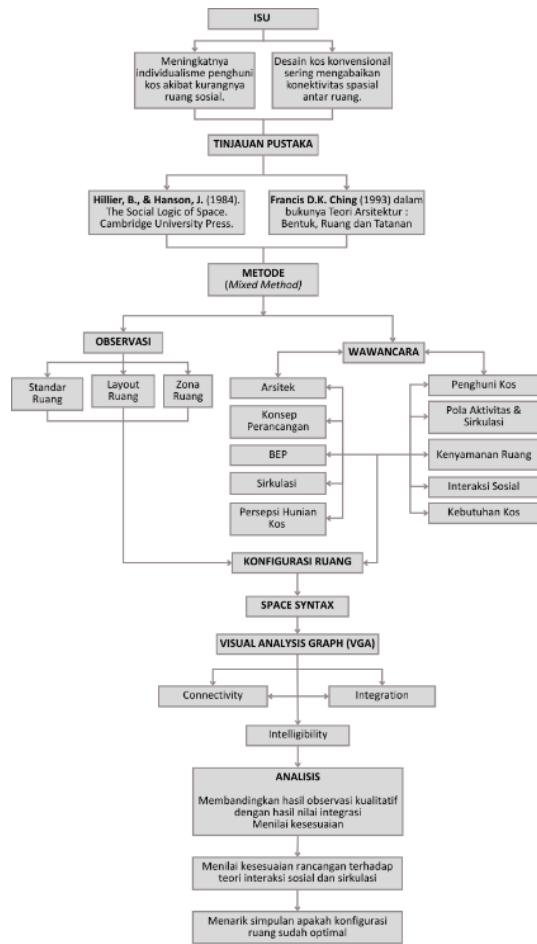 ISU
Meningkatnya
individualisme penghuni
kos akibat kurangnya
ruang sosial.
Desain kos konvensional
sering mengabaikan
konektivitas spasial
antar ruang.
TINJAUAN PUSTAKA
Hillier, B., & Hanson, J. (1984).
The Social Logic of Space.
Cambridge University Press.
Francis D.K. Ching (1993) dalam
bukunya Teori Arsitektur :
Bentuk, Ruang dan Tatanan
METODE
(Mixed Method)
OBSERVASI
Standar
Ruang
Layout
Ruang
Zona
Ruang
WAWANCARA
Arsitek
Konsep
Perancangan
BEP
Sirkulasi
Persepsi Hunian
Kos
Penghuni Kos
Pola Aktivitas &
Sirkulasi
Kenyamanan Ruang
Interaksi Sosial
Kebutuhan Kos
KONFIGURASI RUANG
SPACE SYNTAX
VISUAL ANALYSIS GRAPH (VGA)
Connectivity
Integration
Intelligibility
ANALISIS
Membandingkan hasil observasi kualitatif
dengan hasil nilai integrasi
Menilai kesesuaian
Menilai kesesuaian rancangan terhadap
teori interaksi sosial dan sirkulasi
Menarik simpulan apakah konfigurasi
ruang sudah optimal